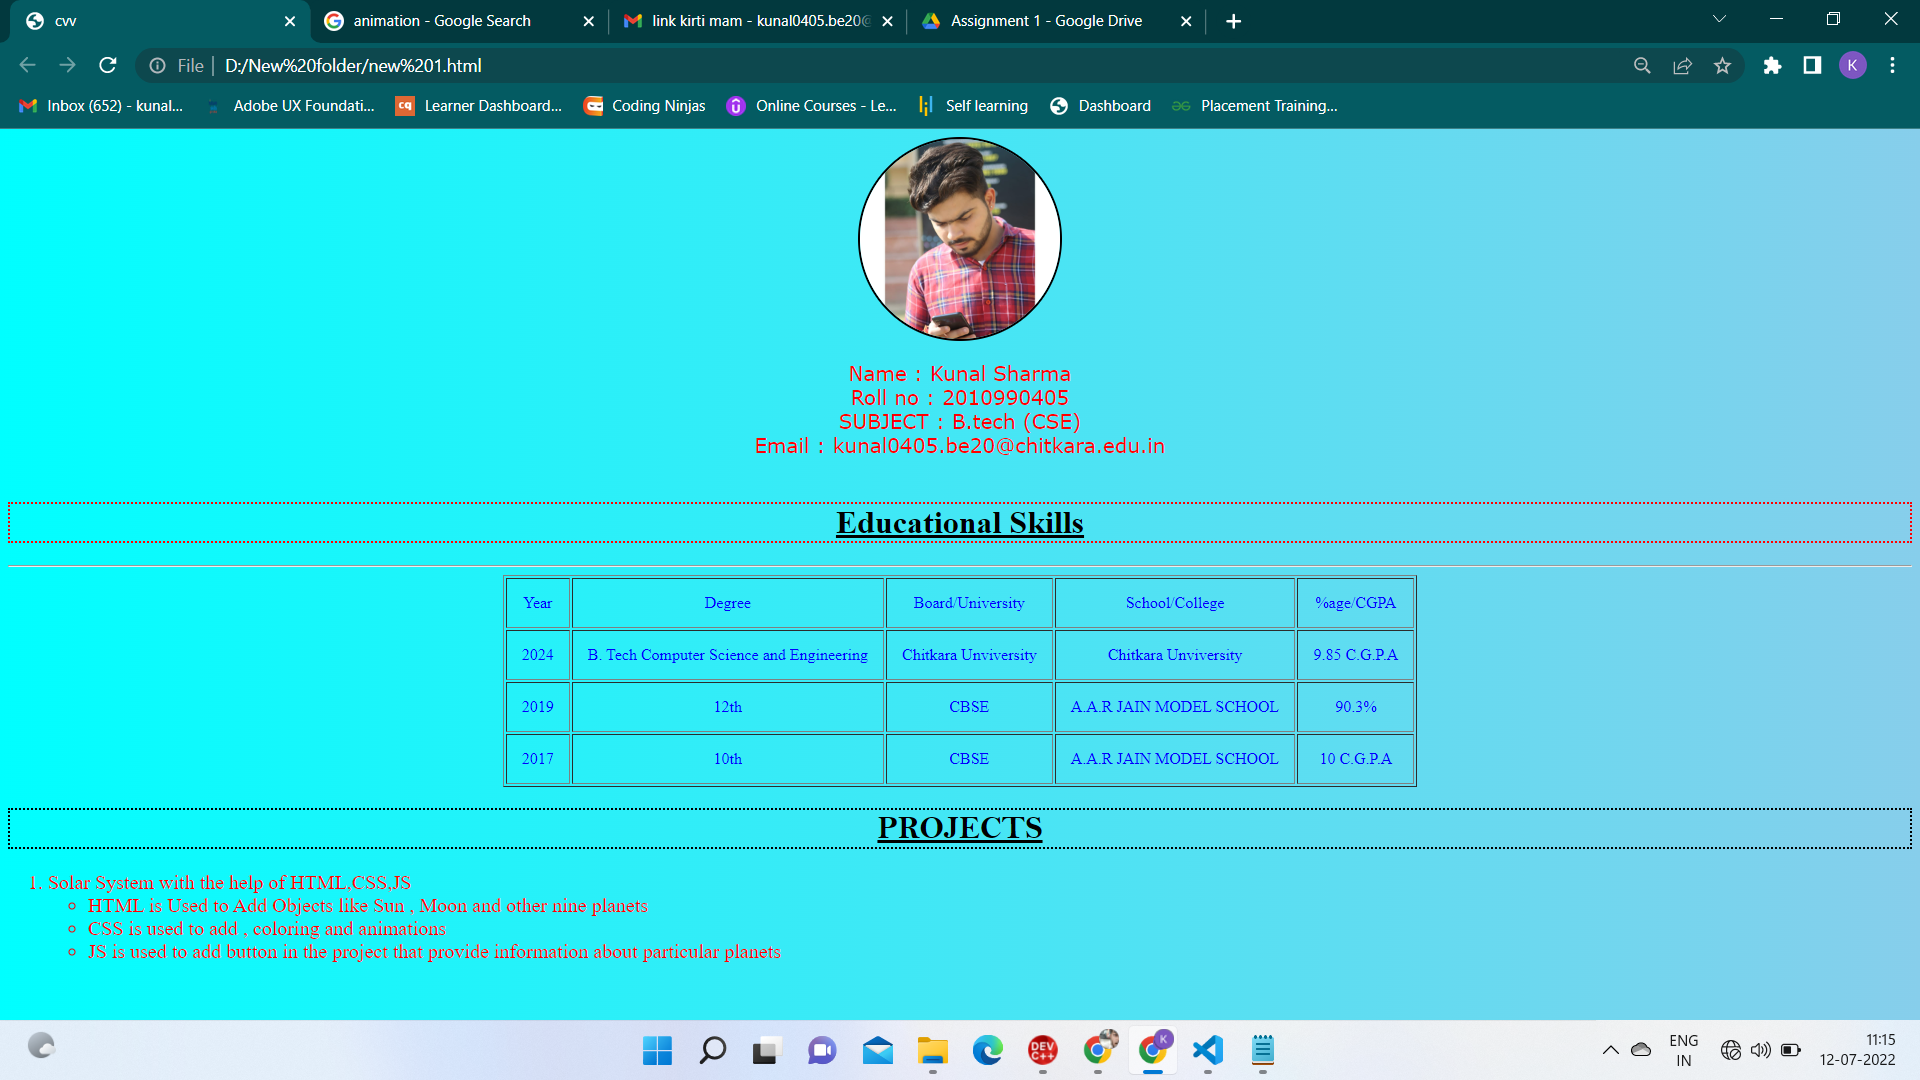 cvv
animation - Google Search
link kirti mam - kunal0405.be20@
Assignment 1 - Google Drive
File | D:/New%20folder/new%201.html
K
Inbox (652) - kunal...
Adobe UX Foundati...
cq Learner Dashboard...
Coding Ninjas
Online Courses - Le...
Self learning
Dashboard
Placement Training...
Name : Kunal Sharma
Roll no : 2010990405
SUBJECT : B.tech (CSE)
Email : kunal0405.be20@chitkara.edu.in
Educational Skills
Year Degree Board/University School/College %age/CGPA
2024 B. Tech Computer Science and Engineering Chitkara Unviversity Chitkara Unviversity 9.85 C.G.P.A
2019 12th CBSE A.A.R JAIN MODEL SCHOOL 90.3%
2017 10th CBSE A.A.R JAIN MODEL SCHOOL 10 C.G.P.A
PROJECTS
1. Solar System with the help of HTML,CSS,JS
HTML is Used to Add Objects like Sun , Moon and other nine planets
CSS is used to add , coloring and animations
JS is used to add button in the project that provide information about particular planets
DEV
C++
K
ENG
IN
11:15
12-07-2022